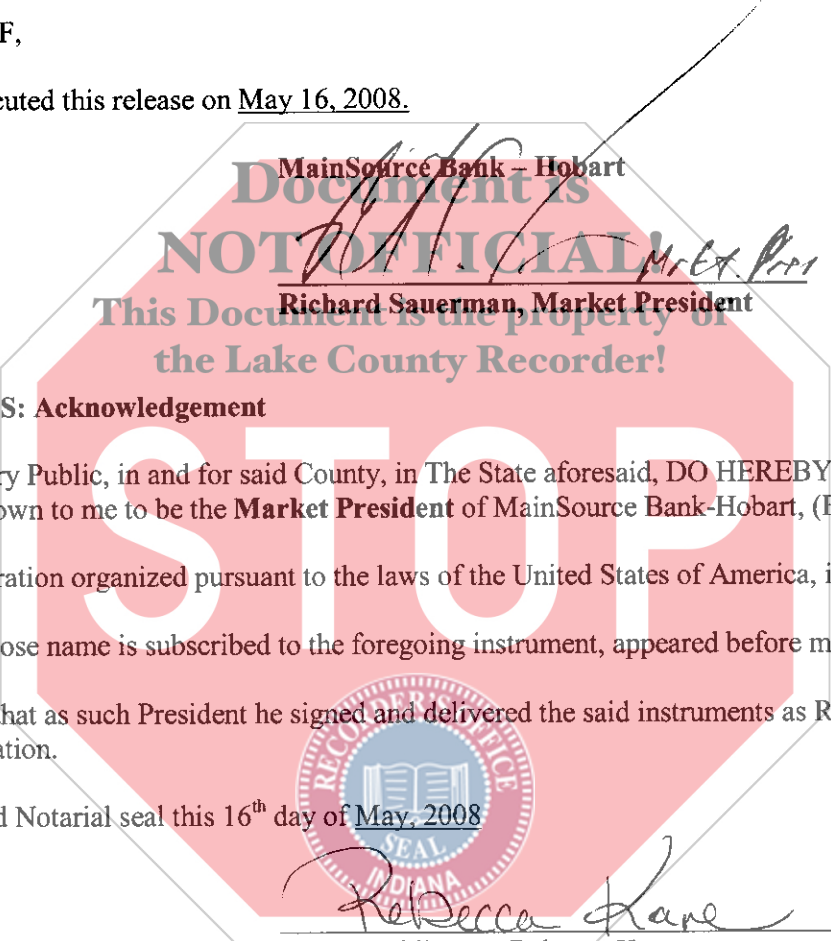 F,
cuted this release on May 16, 2008.
MainSource Bank – Hobart
Document is
NOT OFFICIAL!
Mrkt. Pres
Richard Sauerman, Market President
This Document is the property of
the Lake County Recorder!
S: Acknowledgement
ry Public, in and for said County, in The State aforesaid, DO HEREBY
own to me to be the Market President of MainSource Bank-Hobart, (
STOP
ration organized pursuant to the laws of the United States of America, i
ose name is subscribed to the foregoing instrument, appeared before m
hat as such President he signed and delivered the said instruments as R
ation.
RECORDER'S OFFICE
d Notarial seal this 16th day of May, 2008
SEAL
INDIANA
Rebecca Kane